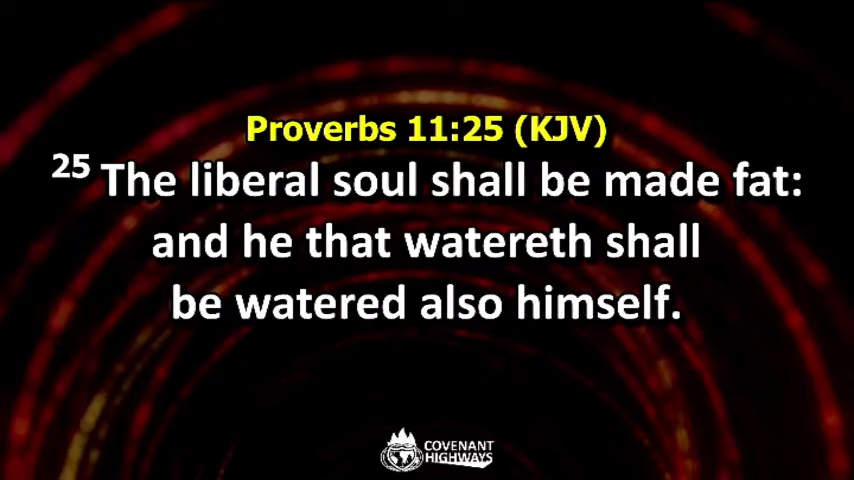 Proverbs 11:25 (KJV)
25 The liberal soul shall be made fat:
and he that watereth shall
be watered also himself.
COVENANT
HIGHWAYS